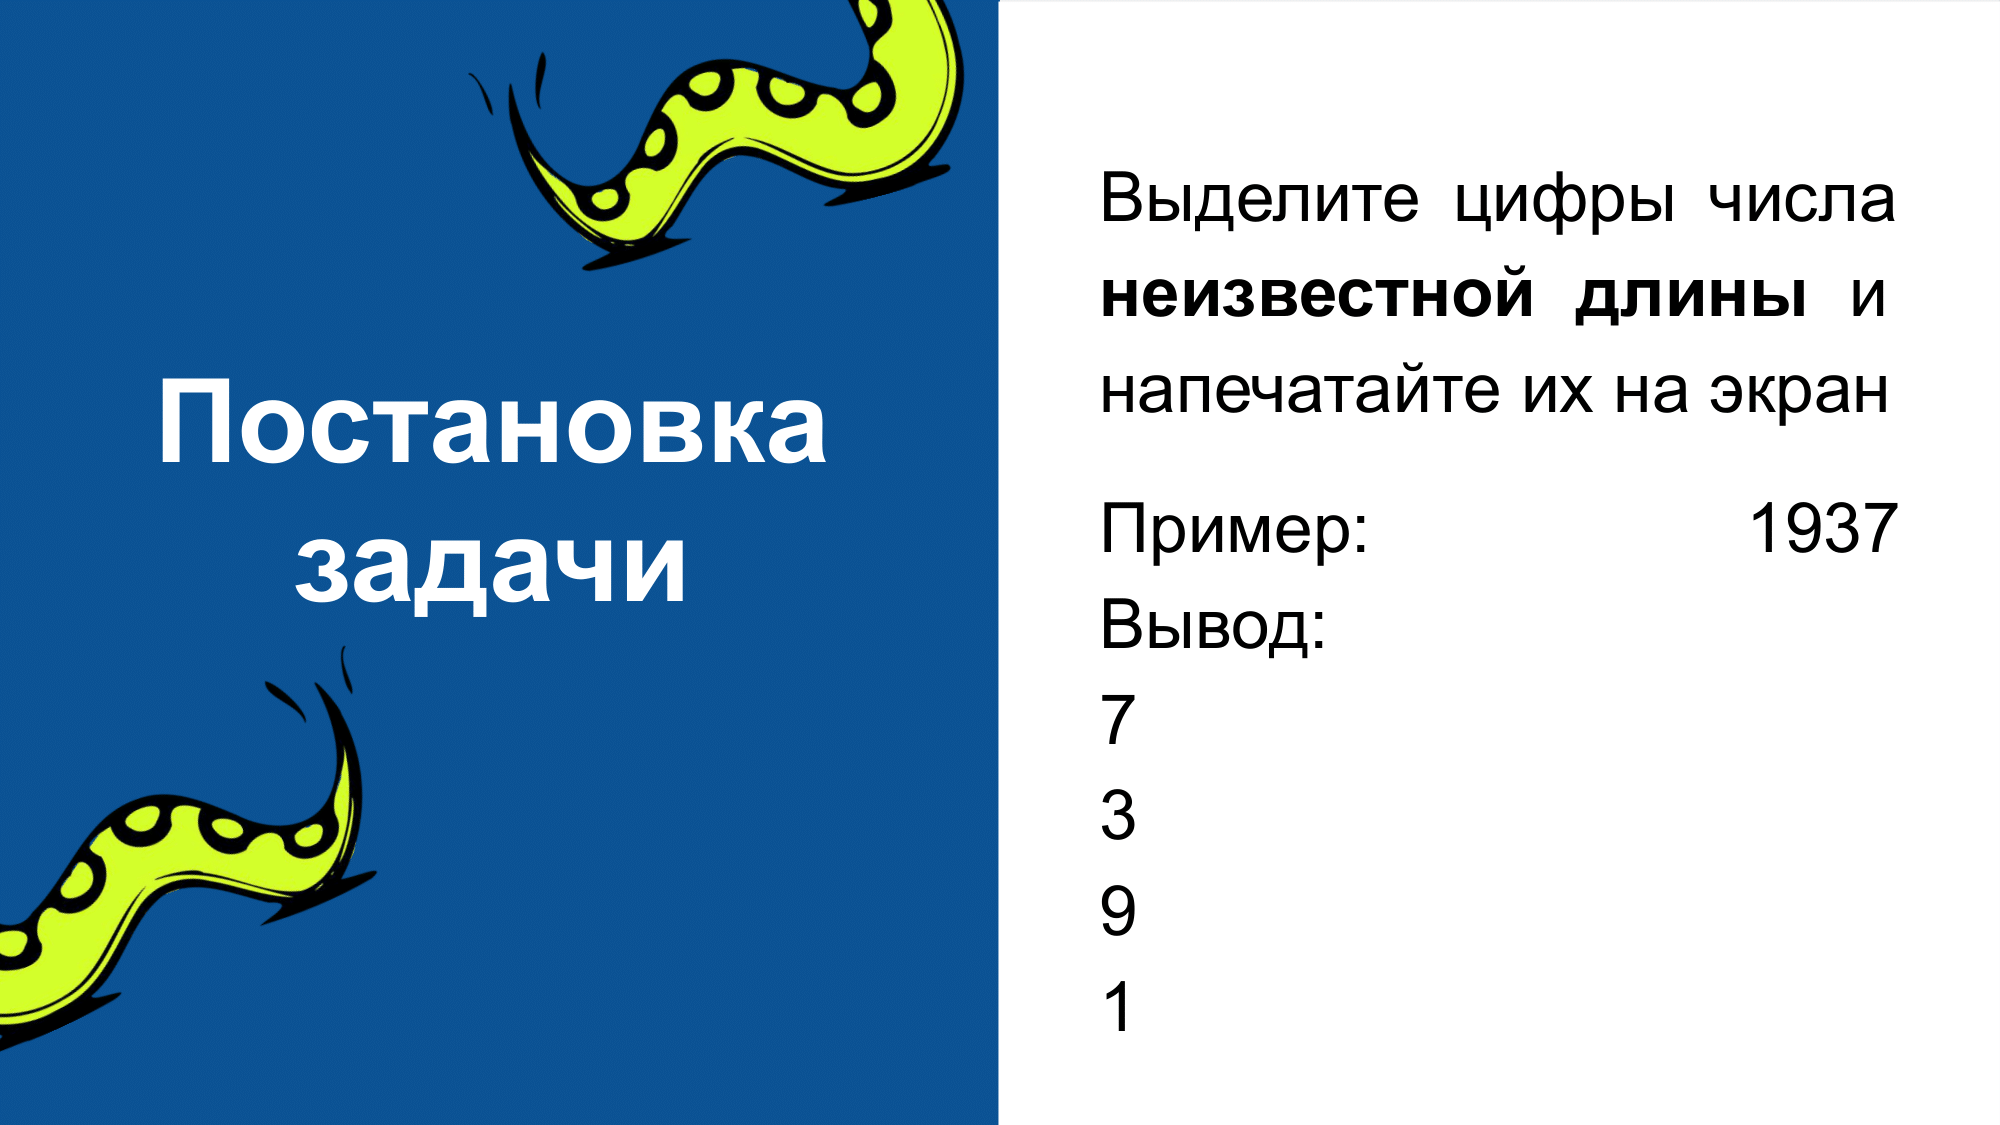 Постановка
задачи
Выделите цифры числа
неизвестной длины и
напечатайте их на экран
Пример: 1937
Вывод:
7
3
9
1